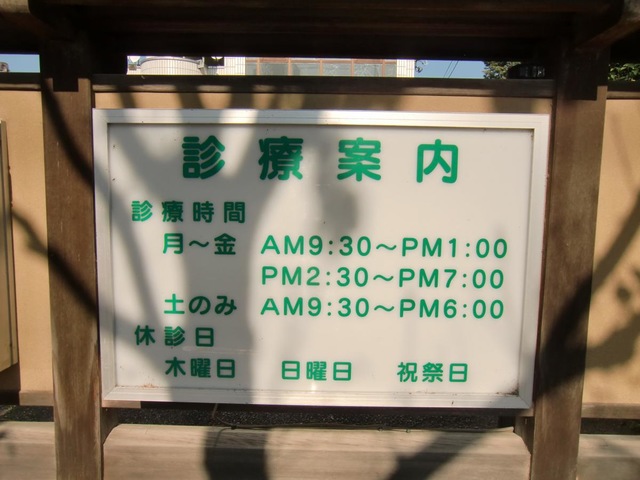 診療案内
診療時間
月～金 AM9:30～PM1:00
PM2:30～PM7:00
土のみ AM9:30～PM6:00
休診日
木曜日 日曜日 祝祭日